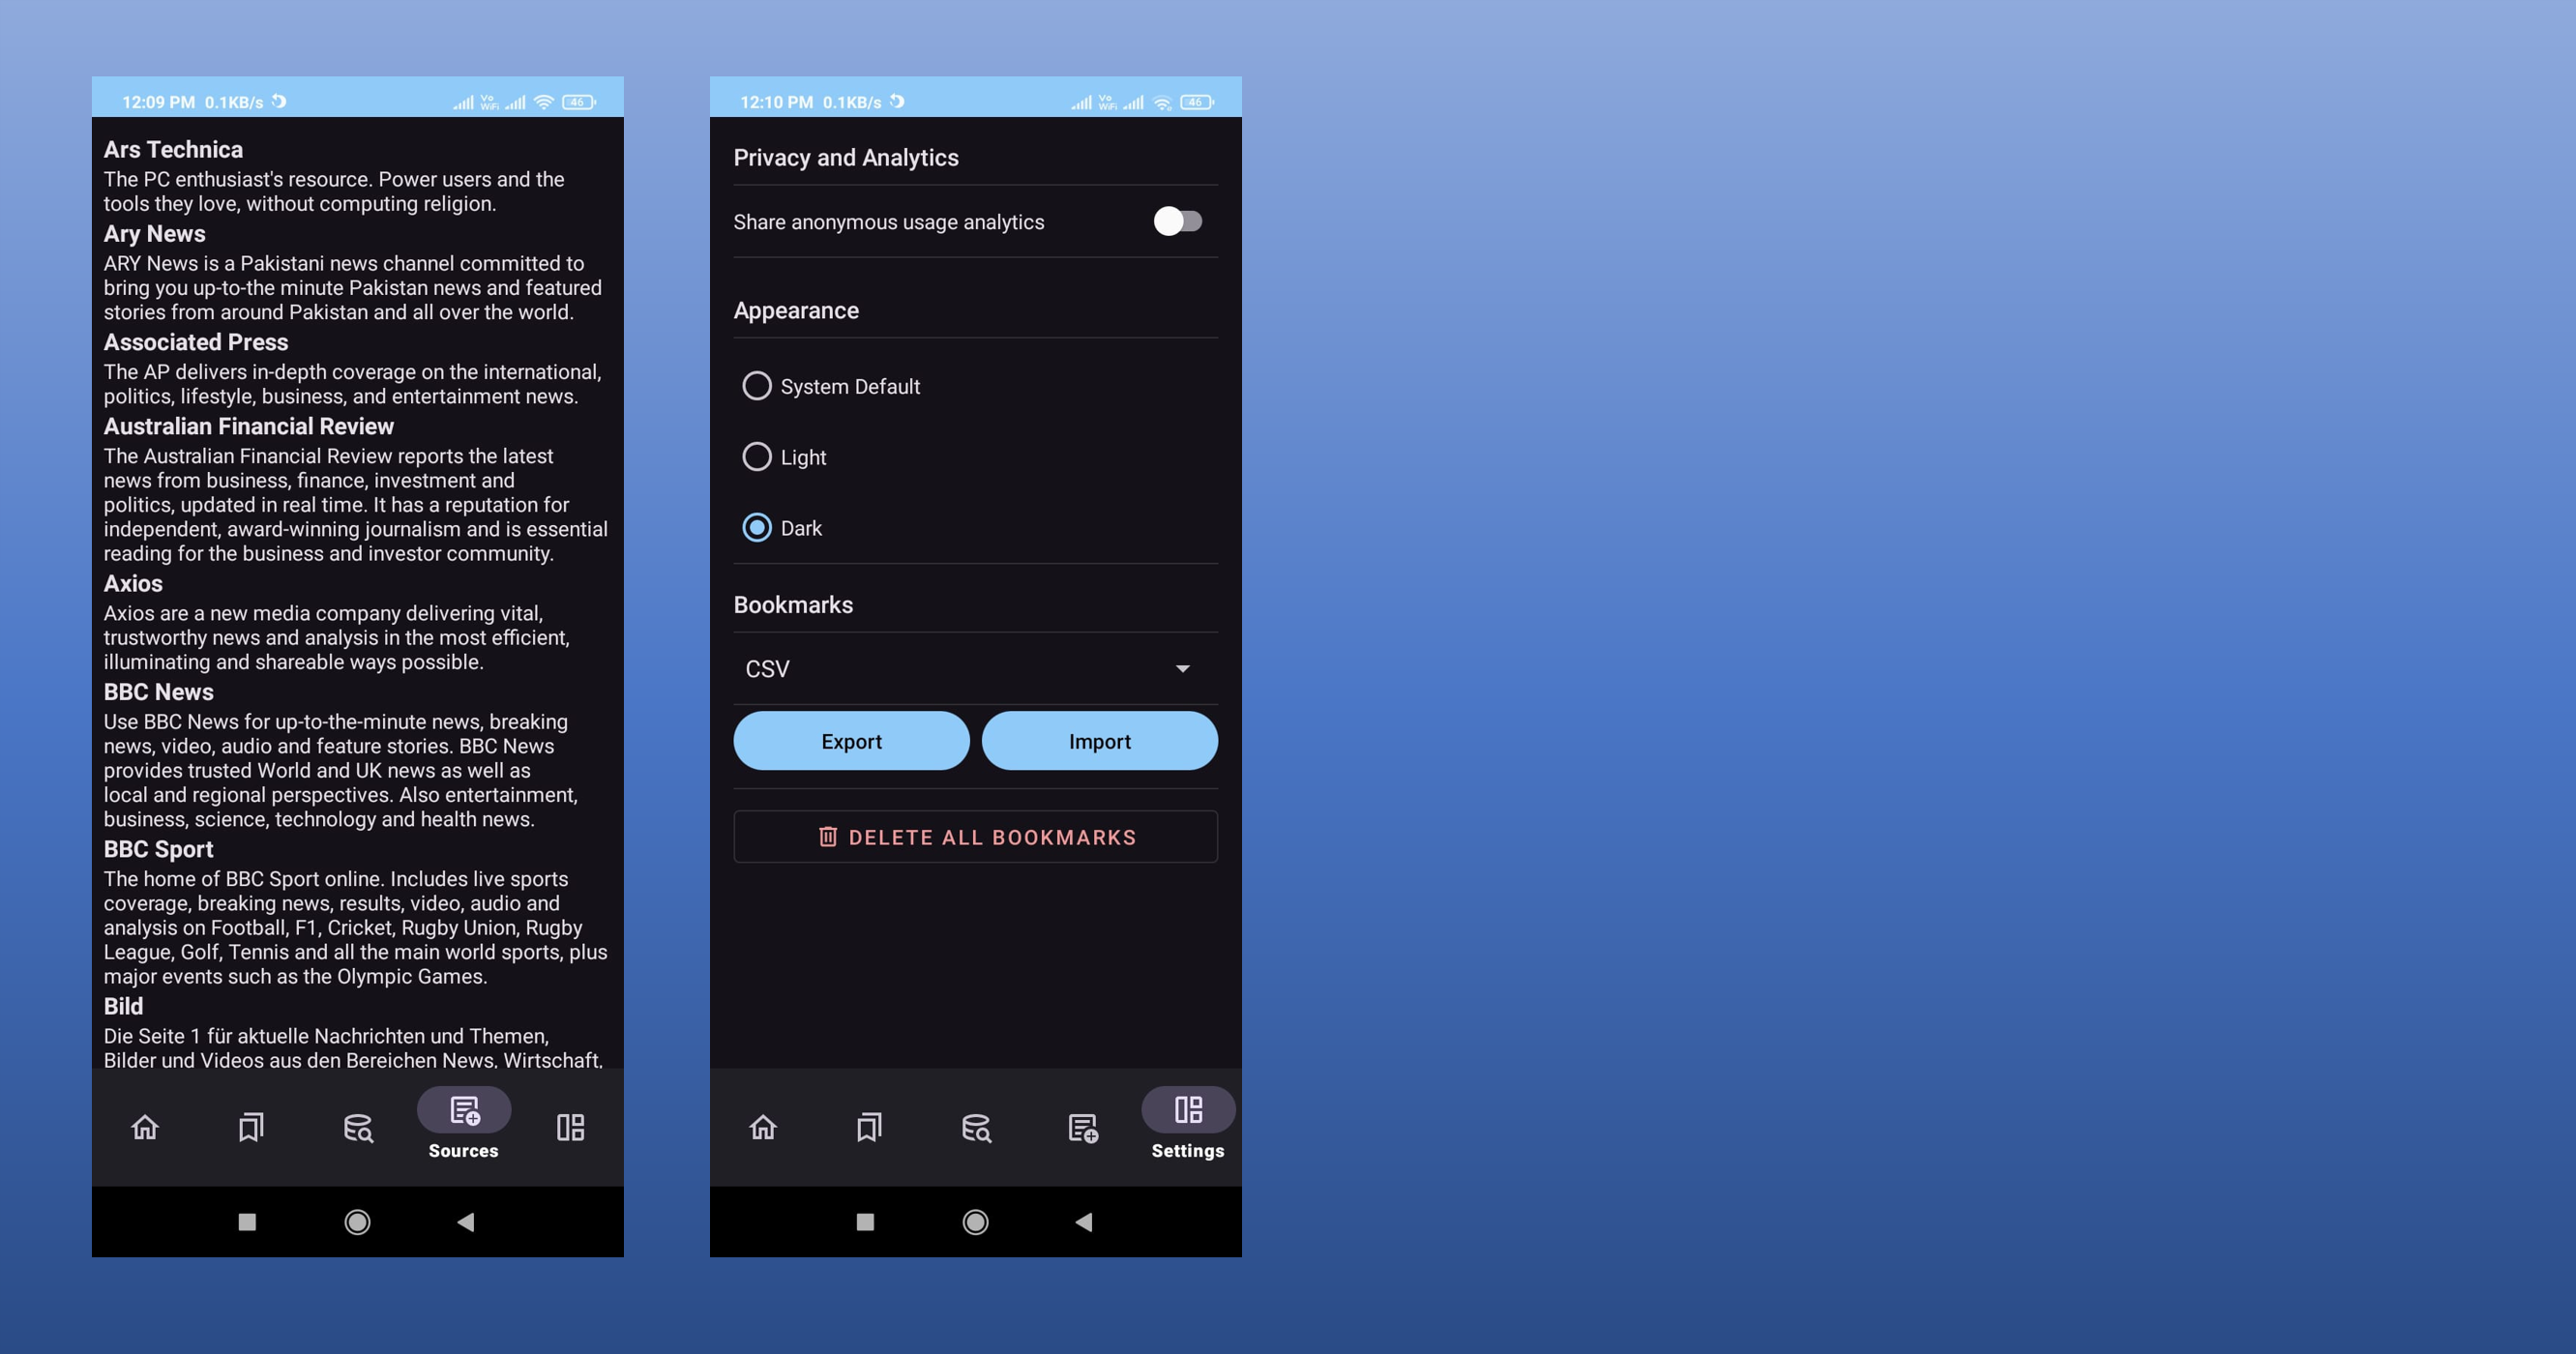 12:09 PM 0.1KB/s
Vo
WiFi
46
Ars Technica
The PC enthusiast's resource. Power users and the
tools they love, without computing religion.
Ary News
ARY News is a Pakistani news channel committed to
bring you up-to-the minute Pakistan news and featured
stories from around Pakistan and all over the world.
Associated Press
The AP delivers in-depth coverage on the international,
politics, lifestyle, business, and entertainment news.
Australian Financial Review
The Australian Financial Review reports the latest
news from business, finance, investment and
politics, updated in real time. It has a reputation for
independent, award-winning journalism and is essential
reading for the business and investor community.
Axios
Axios are a new media company delivering vital,
trustworthy news and analysis in the most efficient,
illuminating and shareable ways possible.
BBC News
Use BBC News for up-to-the-minute news, breaking
news, video, audio and feature stories. BBC News
provides trusted World and UK news as well as
local and regional perspectives. Also entertainment,
business, science, technology and health news.
BBC Sport
The home of BBC Sport online. Includes live sports
coverage, breaking news, results, video, audio and
analysis on Football, F1, Cricket, Rugby Union, Rugby
League, Golf, Tennis and all the main world sports, plus
major events such as the Olympic Games.
Bild
Die Seite 1 für aktuelle Nachrichten und Themen,
Bilder und Videos aus den Bereichen News, Wirtschaft,
Sources
12:10 PM 0.1KB/s
Vo
WiFi
46
Privacy and Analytics
Share anonymous usage analytics
Appearance
System Default
Light
Dark
Bookmarks
CSV
Export
Import
DELETE ALL BOOKMARKS
Settings